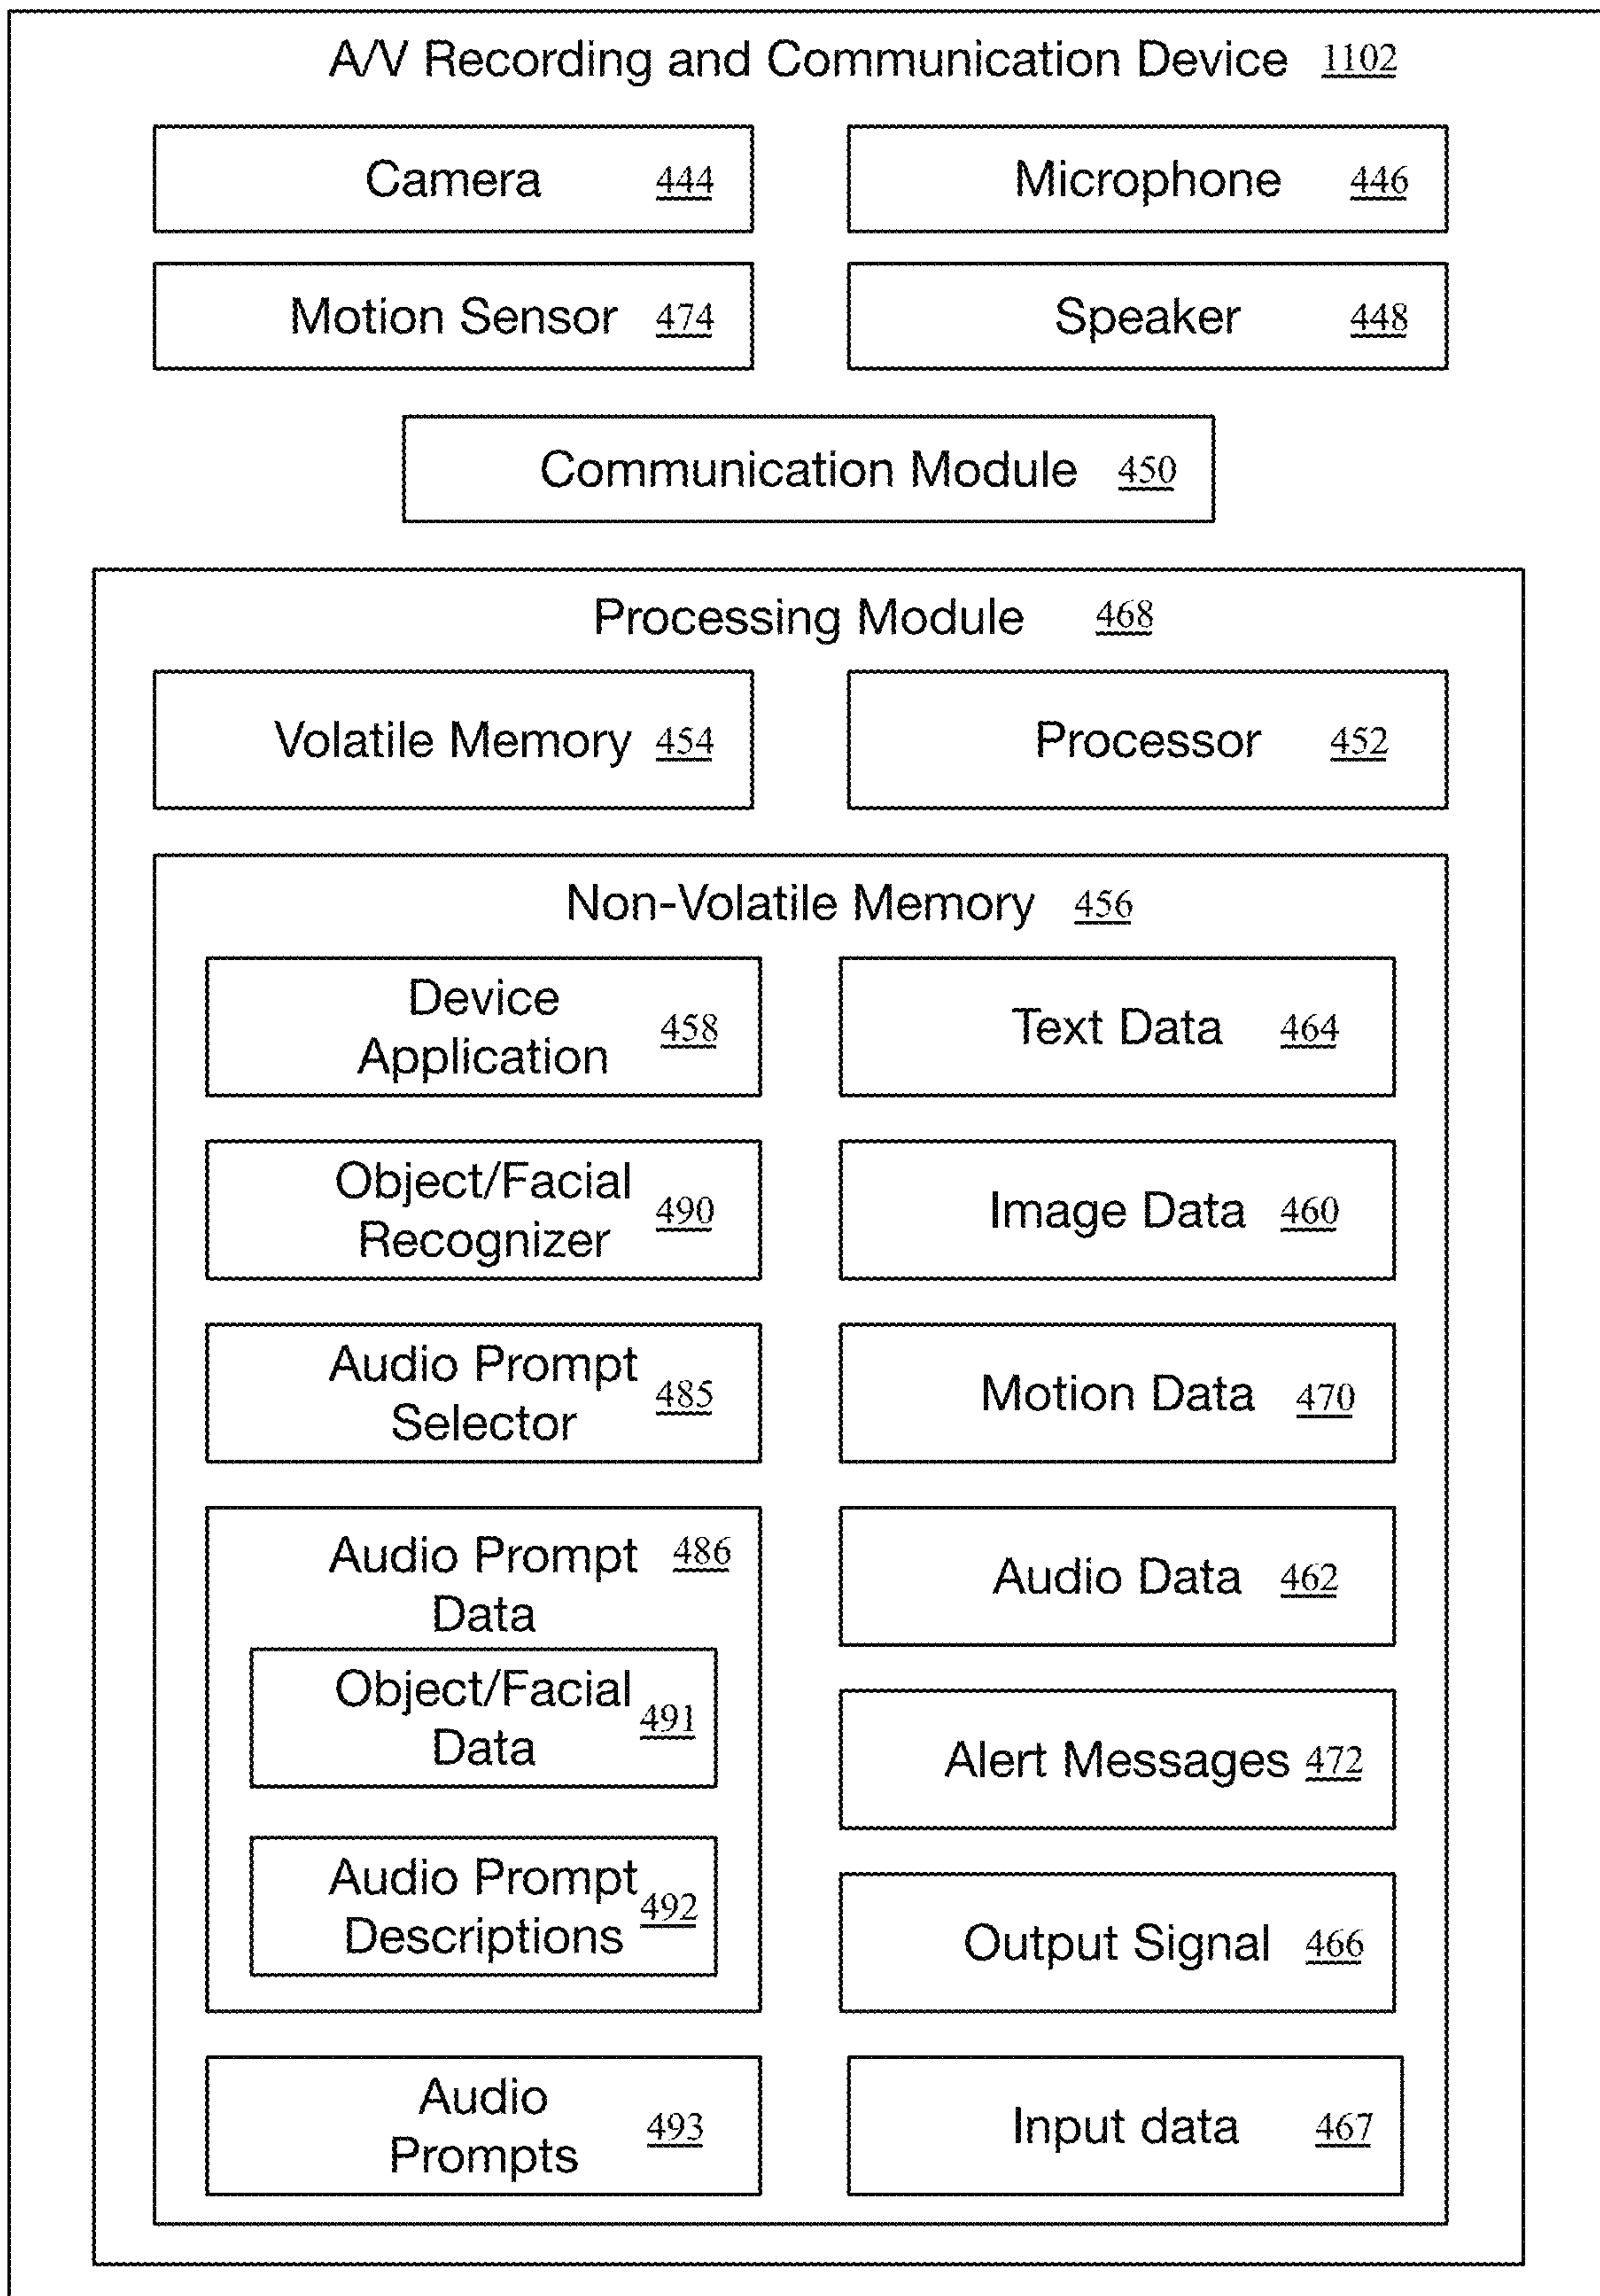 A/V Recording and Communication Device 1102
Camera 444
Microphone 446
Motion Sensor 474
Speaker 448
Communication Module 450
Processing Module 468
Volatile Memory 454
Processor 452
Non-Volatile Memory 456
Device
Application 458
Text Data 464
Object/Facial
Recognizer 490
Image Data 460
Audio Prompt
Selector 485
Motion Data 470
Audio Prompt 486
Data
Object/Facial
Data 491
Audio Prompt
Descriptions 492
Audio Data 462
Alert Messages 472
Output Signal 466
Audio
Prompts 493
Input data 467